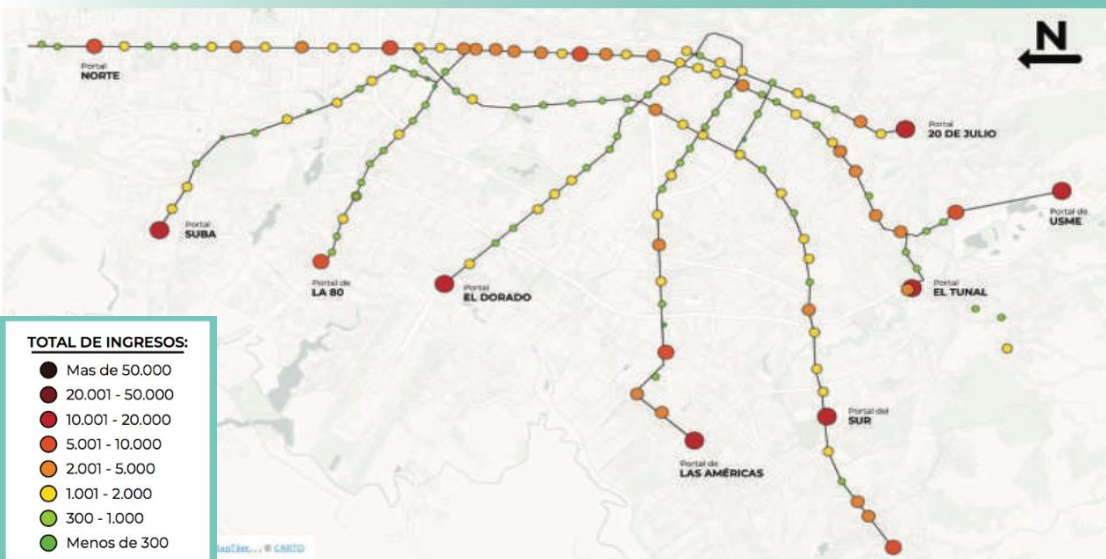 N
Portal
NORTE
Portal
20 DE JULIO
Portal de
USME
Portal
SUBA
Portal de
LA 80
Portal
EL DORADO
Portal
EL TUNAL
Portal del
SUR
Portal de
LAS AMÉRICAS
TOTAL DE INGRESOS:
Mas de 50.000
20.001 - 50.000
10.001 - 20.000
5.001 - 10.000
2.001 - 5.000
1.001 - 2.000
300 - 1.000
Menos de 300
© CARTO